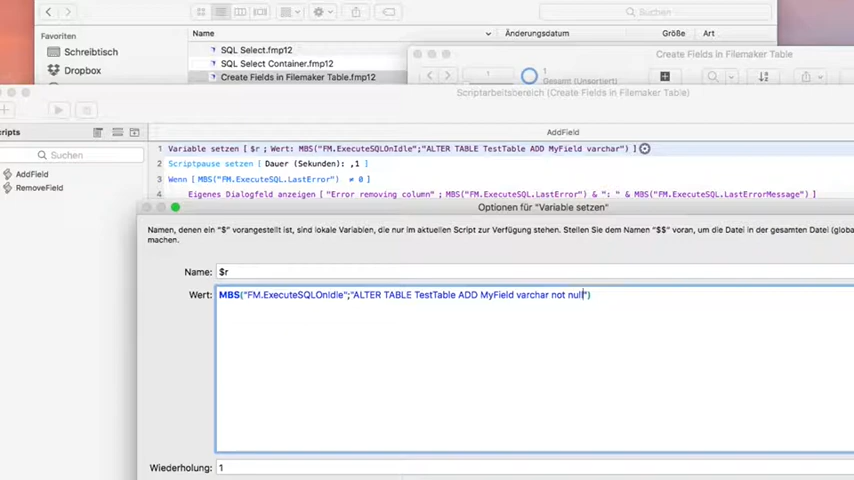 Suchen
Favoriten
Name
Änderungsdatum
Größe
Art
Schreibtisch
SQL Select.fmp12
Dropbox
SQL Select Container.fmp12
Create Fields in Filemaker Table.fmp12
Create Fields in Filemaker Table
1
1
Gesamt (Unsortiert)
Scriptarbeitsbereich (Create Fields in Filemaker Table)
cripts
AddField
Suchen
1 Variable setzen [ $r ; Wert: MBS("FM.ExecuteSQLOnIdle";"ALTER TABLE TestTable ADD MyField varchar") ]
AddField
2 Scriptpause setzen [ Dauer (Sekunden): ,1 ]
RemoveField
3 Wenn [ MBS("FM.ExecuteSQL.LastError") ≠ 0 ]
4 Eigenes Dialogfeld anzeigen [ "Error removing column" ; MBS("FM.ExecuteSQL.LastError") & ": " & MBS("FM.ExecuteSQL.LastErrorMessage") ]
Optionen für "Variable setzen"
Namen, denen ein "$" vorangestellt ist, sind lokale Variablen, die nur im aktuellen Script zur Verfügung stehen. Stellen Sie dem Namen "$$" voran, um die Datei in der gesamten Datei (globa
machen.
Name: $r
Wert: MBS("FM.ExecuteSQLOnIdle";"ALTER TABLE TestTable ADD MyField varchar not null")
Wiederholung: 1